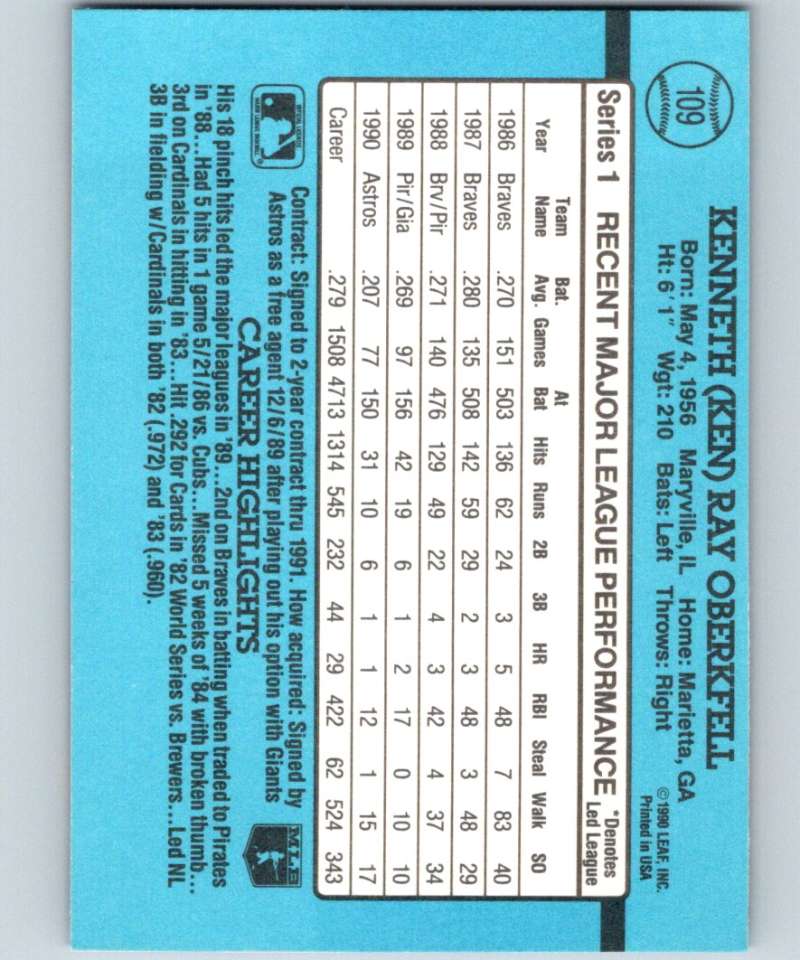 109
KENNETH (KEN) RAY OBERKFELL
Born: May 4, 1956 Maryville, IL Home: Marietta, GA
Ht: 6'1" Wgt: 210 Bats: Left Throws: Right
©1990 LEAF, INC.
Printed in USA
Series 1 RECENT MAJOR LEAGUE PERFORMANCE *Denotes Led League
Year Team Name Bat. Avg. Games At Bat Hits Runs 2B 3B HR RBI Steal Walk SO
1986 Braves .270 151 503 136 62 24 3 5 48 7 83 40
1987 Braves .280 135 508 142 59 29 2 3 48 3 48 29
1988 Brv/Pir .271 140 476 129 49 22 4 3 42 4 37 34
1989 Pir/Gia .269 97 156 42 19 6 1 2 17 0 10 10
1990 Astros .207 77 150 31 10 6 1 1 12 1 15 17
Career .279 1508 4713 1314 545 232 44 29 422 62 524 343
Contract: Signed to 2-year contract thru 1991. How acquired: Signed by
Astros as a free agent 12/6/89 after playing out his option with Giants
MLB
CAREER HIGHLIGHTS
His 18 pinch hits led the major leagues in '89...2nd on Braves in batting when traded to Pirates
in '88...Had 5 hits in 1 game 5/21/86 vs. Cubs...Missed 5 weeks of '84 with broken thumb...
3rd on Cardinals in hitting in '83...Hit .292 for Cards in '82 World Series vs. Brewers...Led NL
3B in fielding w/Cardinals in both '82 (.972) and '83 (.960).